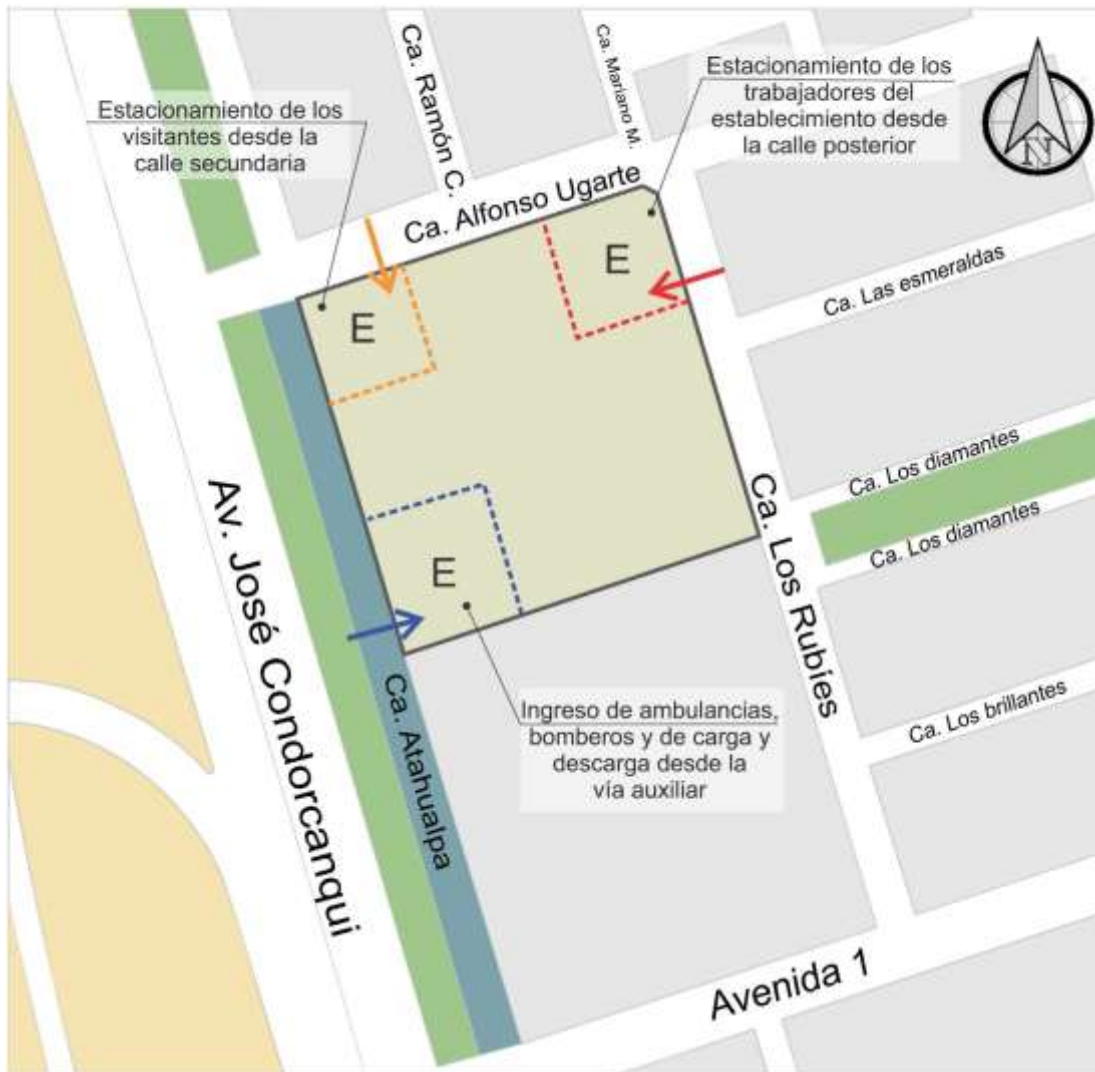 Ca. Ramón C.
Ca. Mariano M.
Estacionamiento de los
visitantes desde la
calle secundaria
Estacionamiento de los
trabajadores del
establecimiento desde
la calle posterior
N
Ca. Alfonso Ugarte
E
E
Ca. Las esmeraldas
Ca. Los diamantes
Ca. Los diamantes
Av. José Condorcanqui
E
Ca. Los Rubíes
Ca. Atahualpa
Ingreso de ambulancias,
bomberos y de carga y
descarga desde la
vía auxiliar
Ca. Los brillantes
Avenida 1